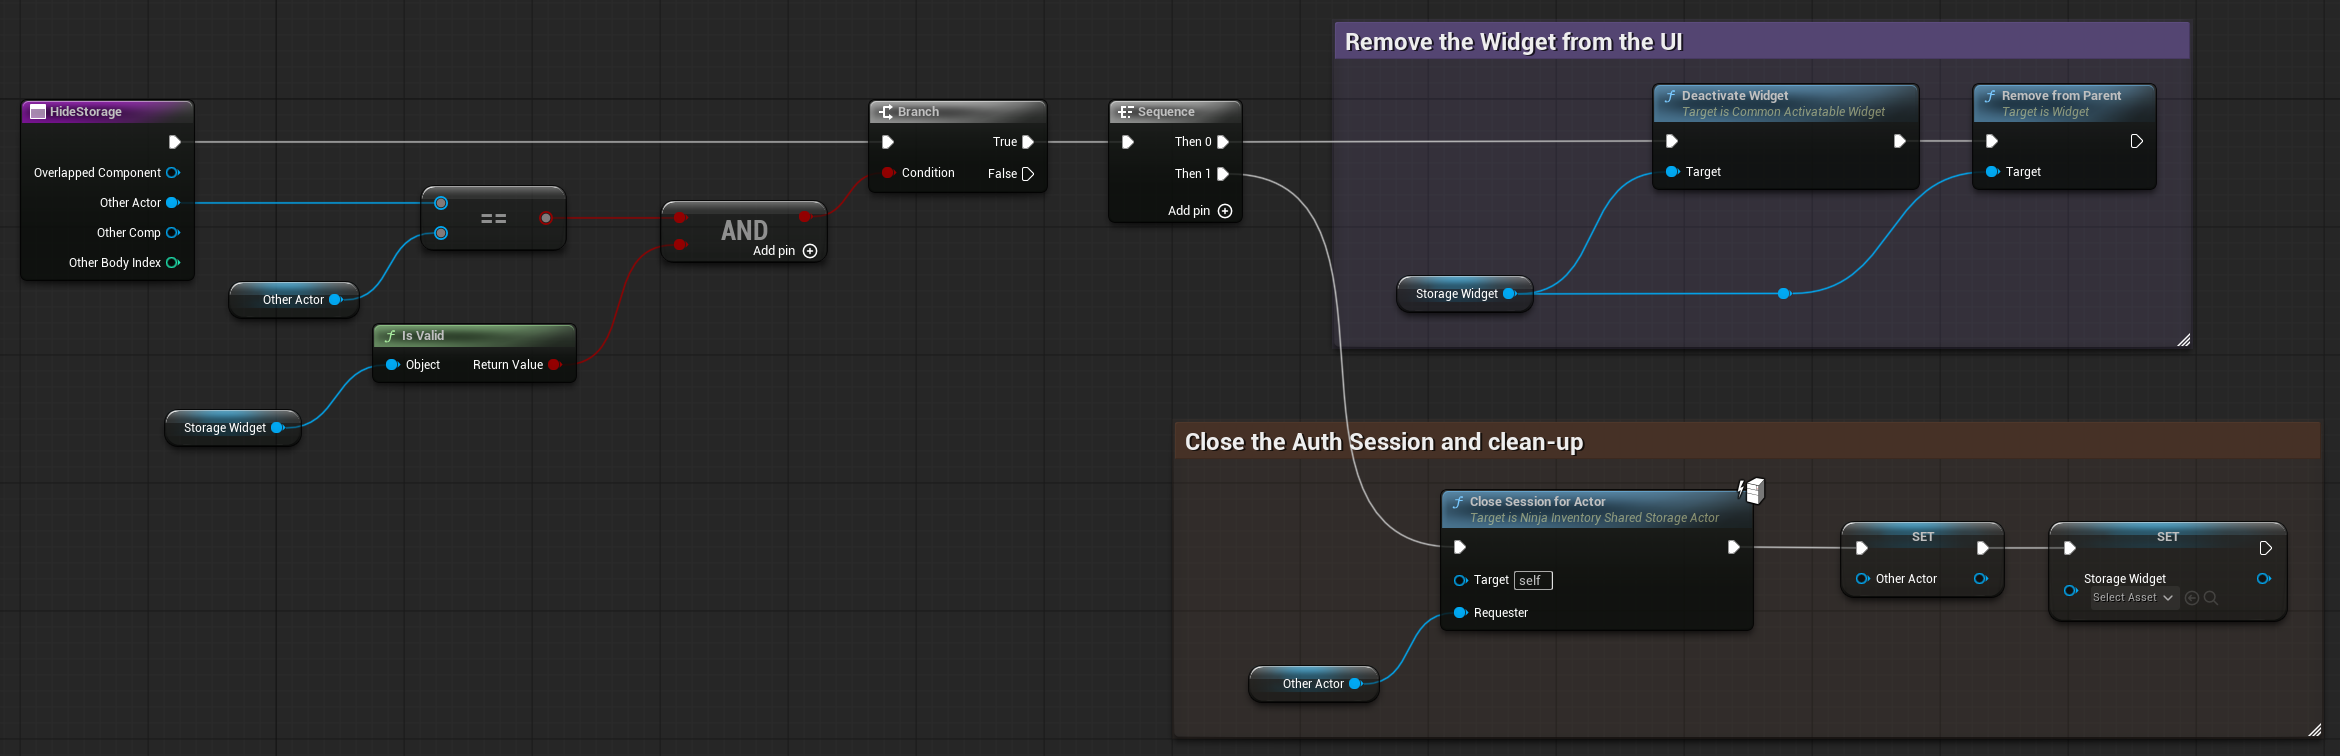 HideStorage
Overlapped Component
Other Actor
Other Comp
Other Body Index
Other Actor
==
AND
Add pin
Is Valid
Object
Return Value
Storage Widget
Branch
True
Condition
False
Sequence
Then 0
Then 1
Add pin
Remove the Widget from the UI
Deactivate Widget
Target is Common Activatable Widget
Target
Remove from Parent
Target is Widget
Target
Storage Widget
Close the Auth Session and clean-up
Close Session for Actor
Target is Ninja Inventory Shared Storage Actor
Target self
Requester
Other Actor
SET
Other Actor
SET
Storage Widget
Select Asset